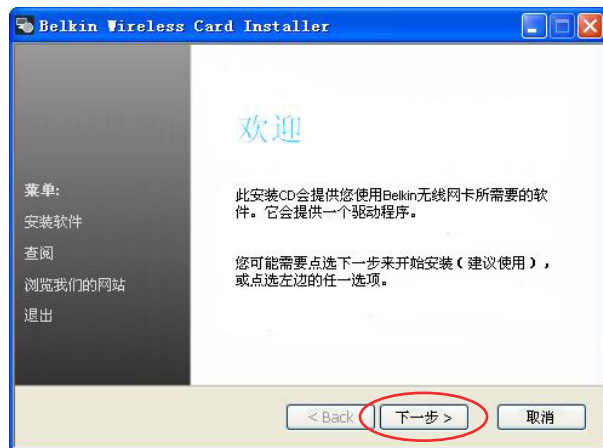 Belkin Wireless Card Installer
欢迎
菜单:
安装软件
查阅
浏览我们的网站
退出
此安装CD会提供您使用Belkin无线网卡所需要的软
件。它会提供一个驱动程序。
您可能需要点选下一步来开始安装(建议使用),
或点选左边的任一选项。
< Back
下一步 >
取消